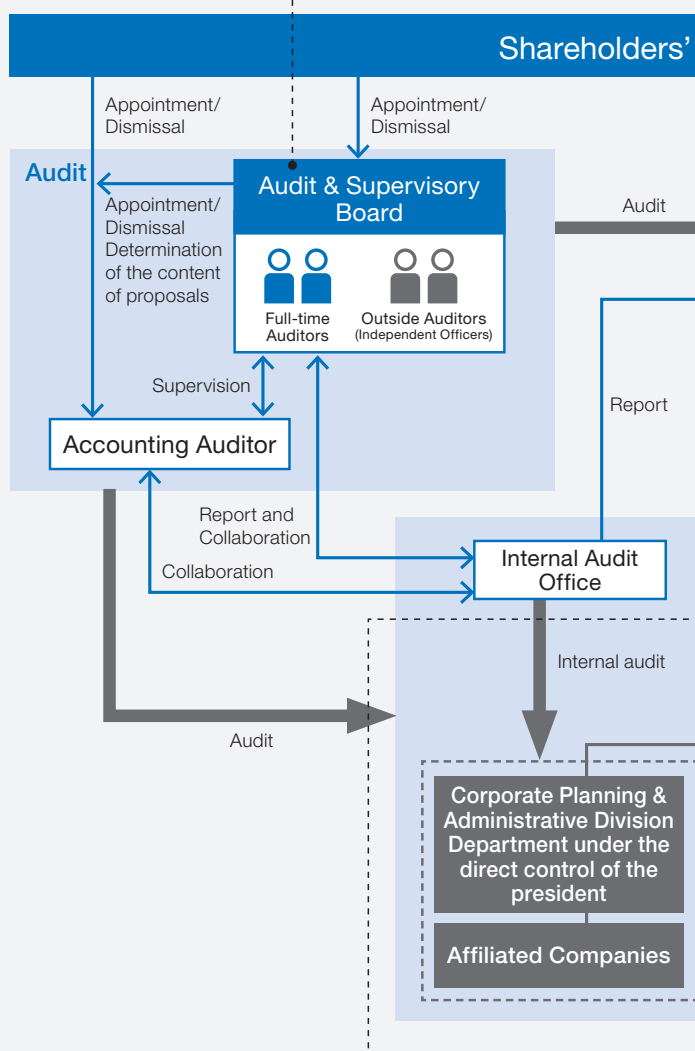 Shareholders'
Appointment/
Dismissal
Appointment/
Dismissal
Audit
Audit & Supervisory
Board
Appointment/
Dismissal
Determination
of the content
of proposals
Full-time
Auditors
Outside Auditors
(Independent Officers)
Audit
Supervision
Report
Accounting Auditor
Report and
Collaboration
Collaboration
Internal Audit
Office
Internal audit
Audit
Corporate Planning &
Administrative Division
Department under the
direct control of the
president
Affiliated Companies